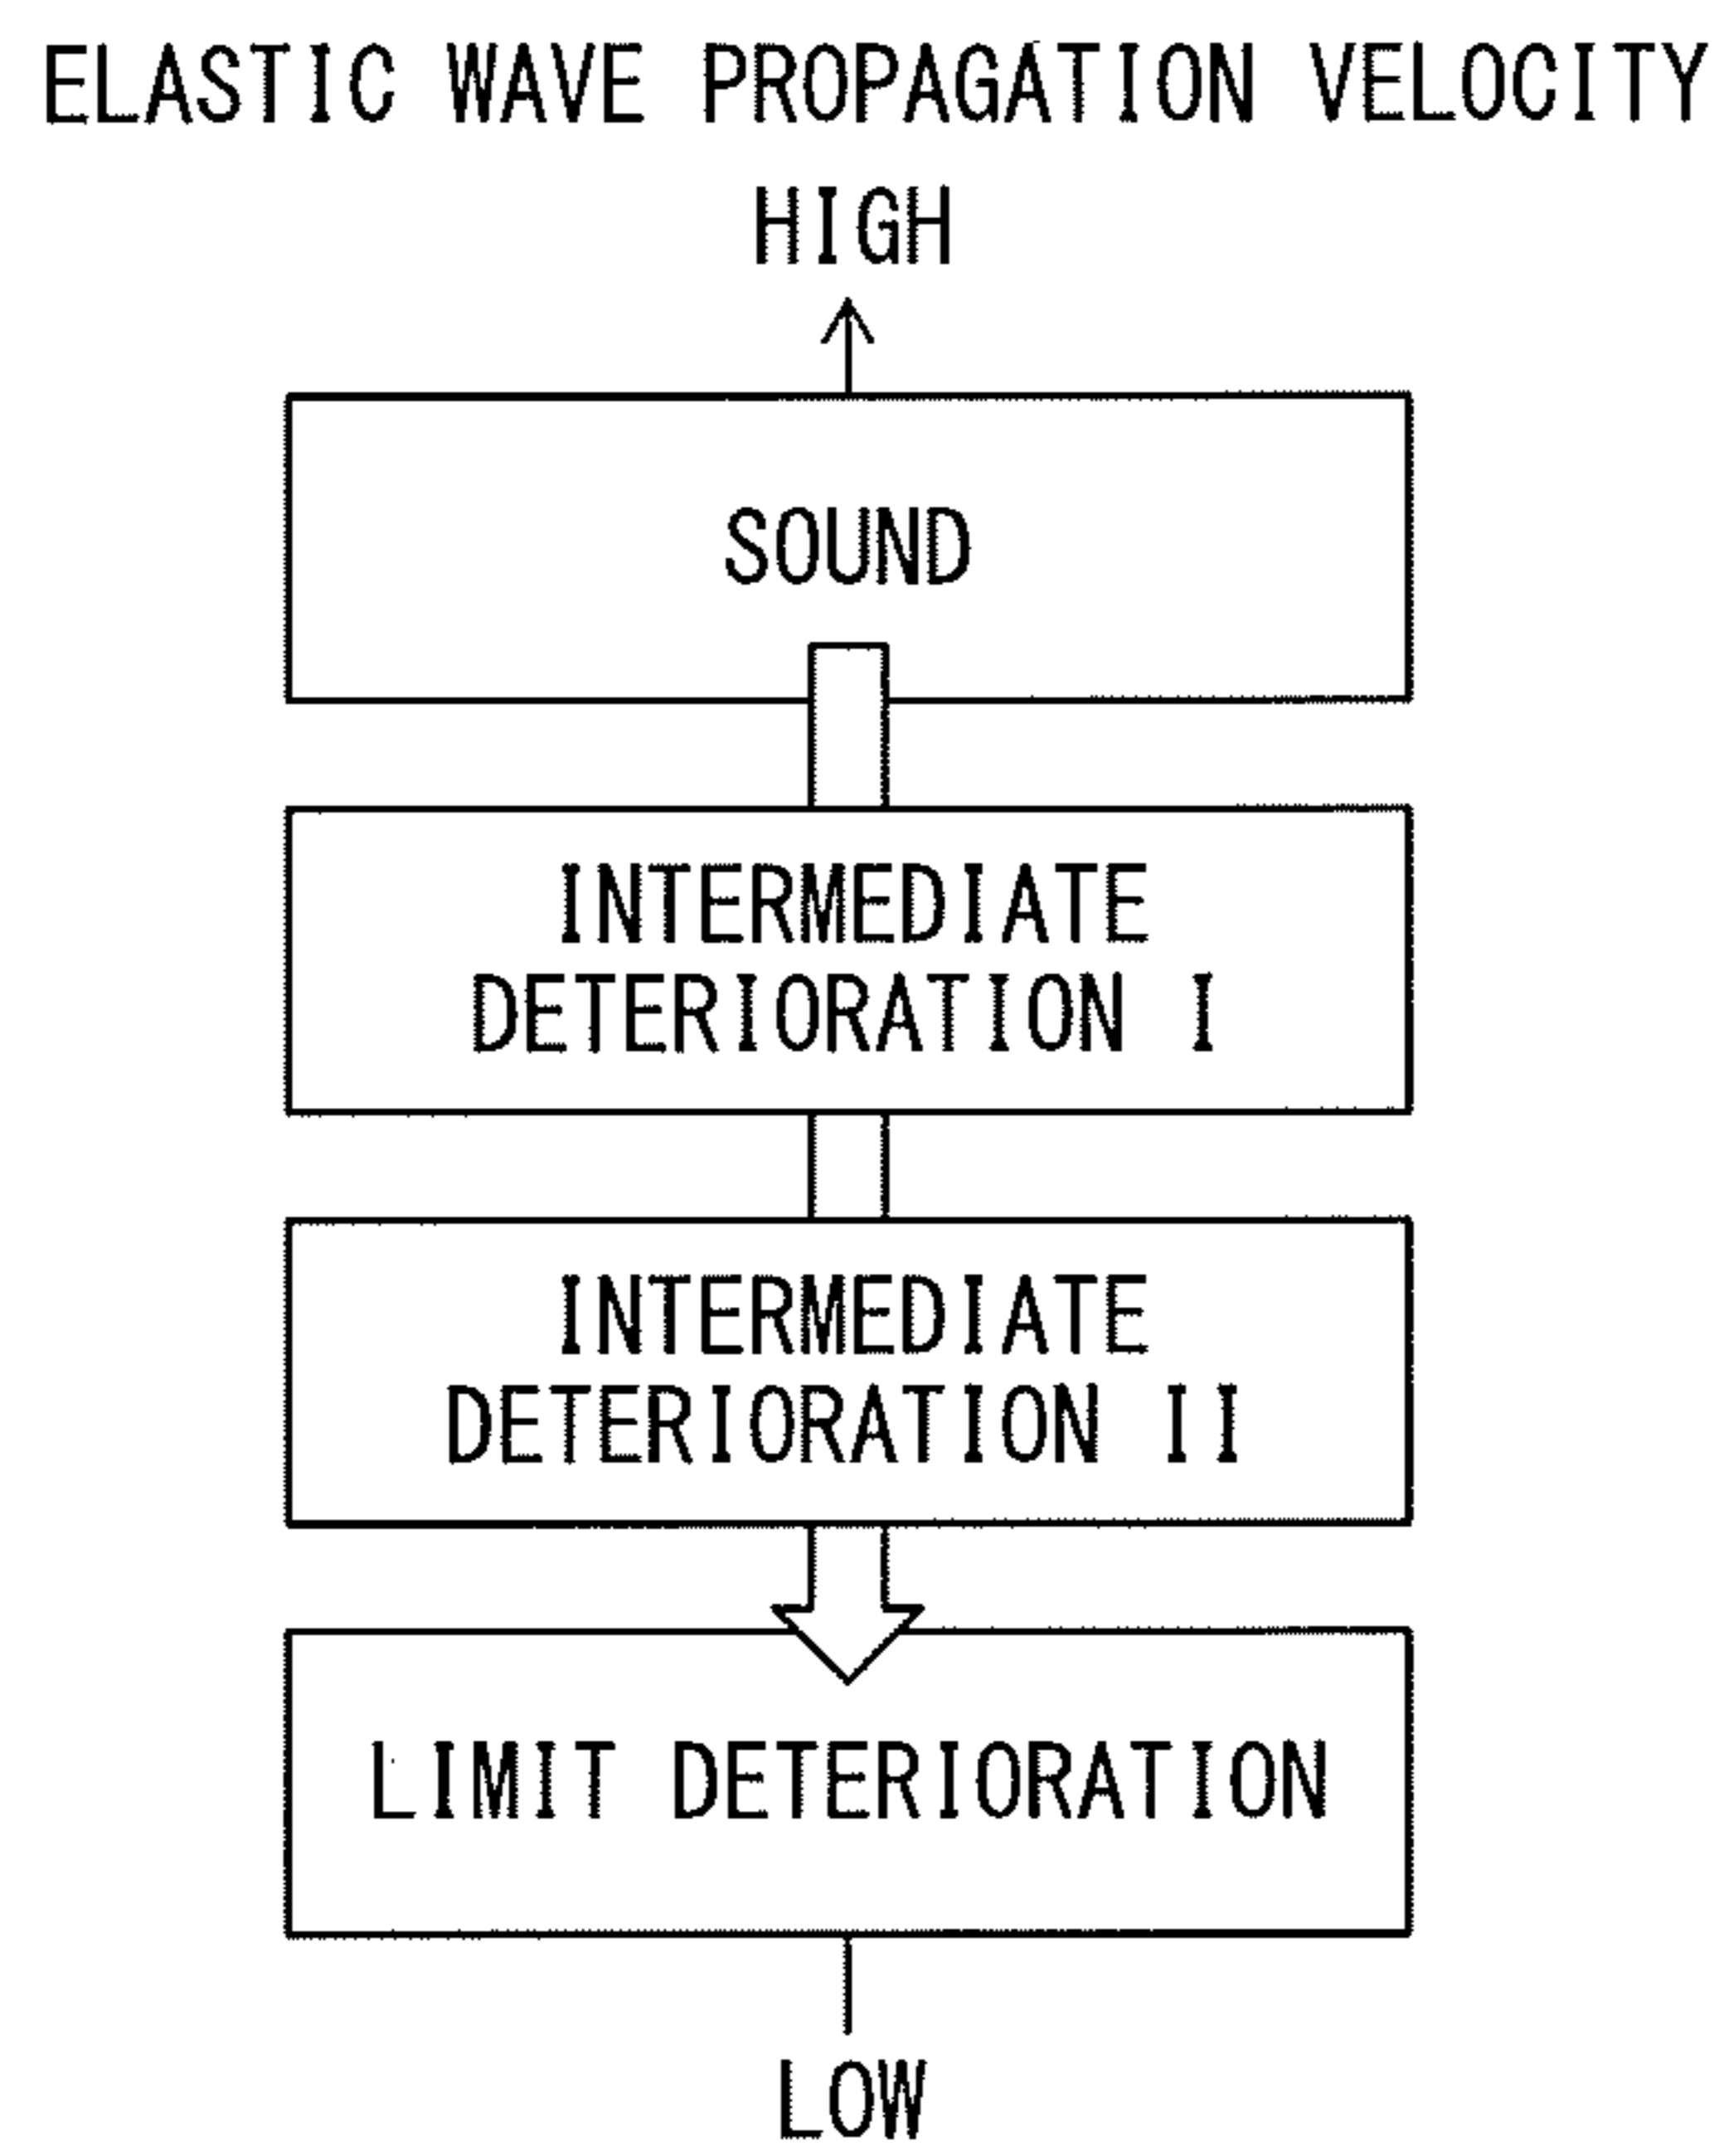 ELASTIC WAVE PROPAGATION VELOCITY
HIGH
SOUND
INTERMEDIATE
DETERIORATION I
INTERMEDIATE
DETERIORATION II
LIMIT DETERIORATION
LOW